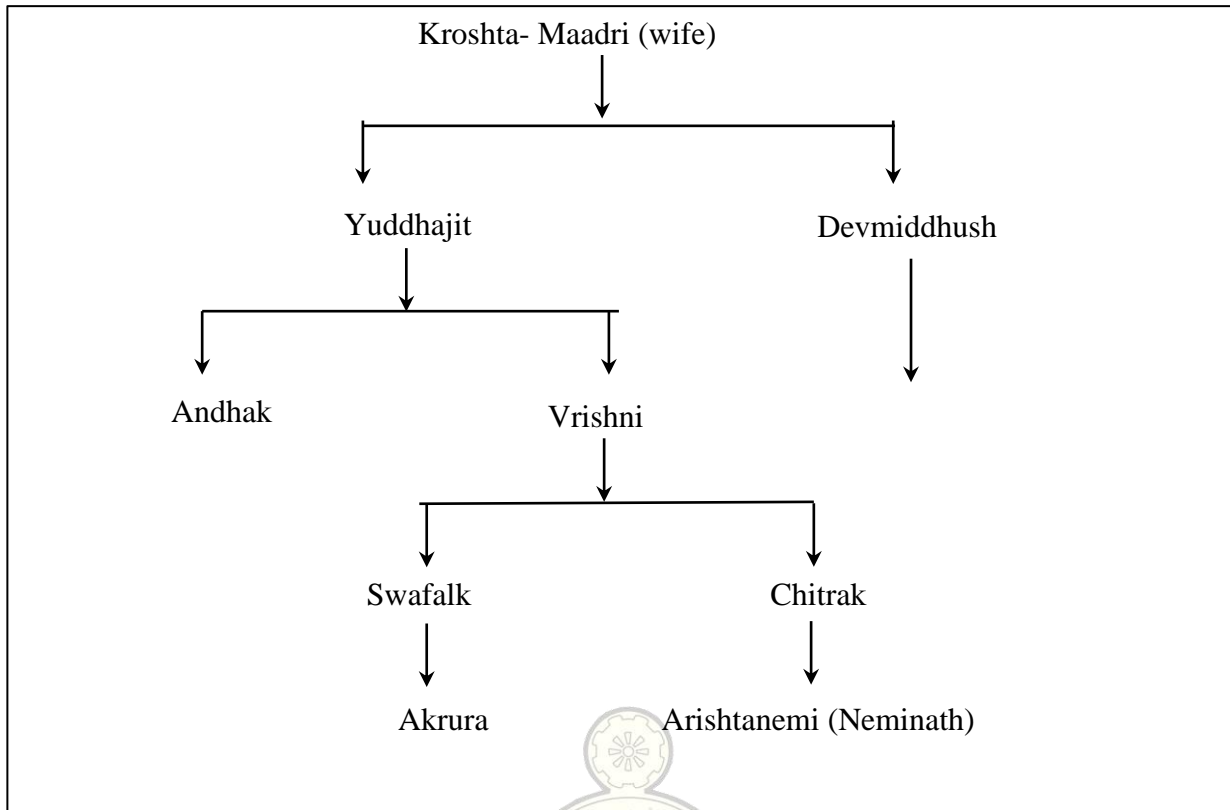 Kroshta- Maadri (wife)
Yuddhajit
Devmiddhush
Andhak
Vrishni
Swafalk
Chitrak
Akrura
Arishtanemi (Neminath)